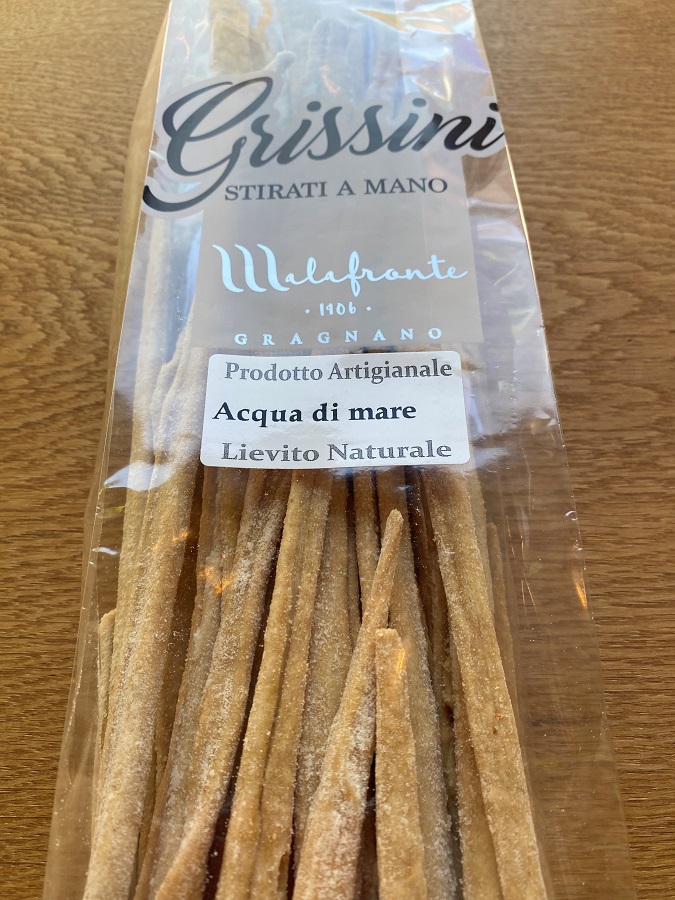 Grissini
STIRATI A MANO
Malafronte
· 1906 ·
GRAGNANO
Prodotto Artigianale
Acqua di mare
Lievito Naturale